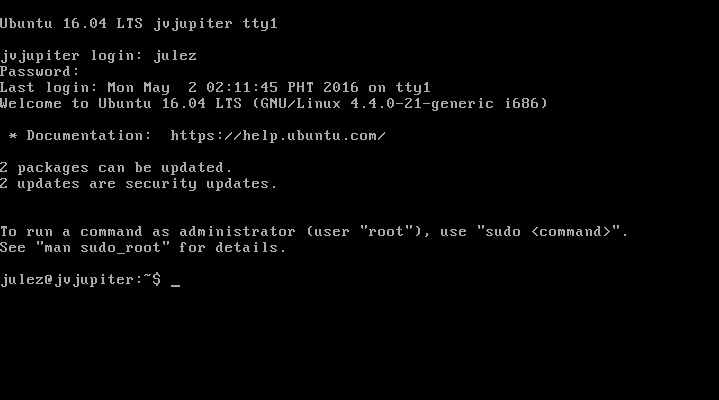 Ubuntu 16.04 LTS jvjupiter tty1
jvjupiter login: julez
Password:
Last login: Mon May  2 02:11:45 PHT 2016 on tty1
Welcome to Ubuntu 16.04 LTS (GNU/Linux 4.4.0-21-generic i686)
 * Documentation:  https://help.ubuntu.com/
2 packages can be updated.
2 updates are security updates.
To run a command as administrator (user "root"), use "sudo <command>".
See "man sudo_root" for details.
julez@jvjupiter:~$ _